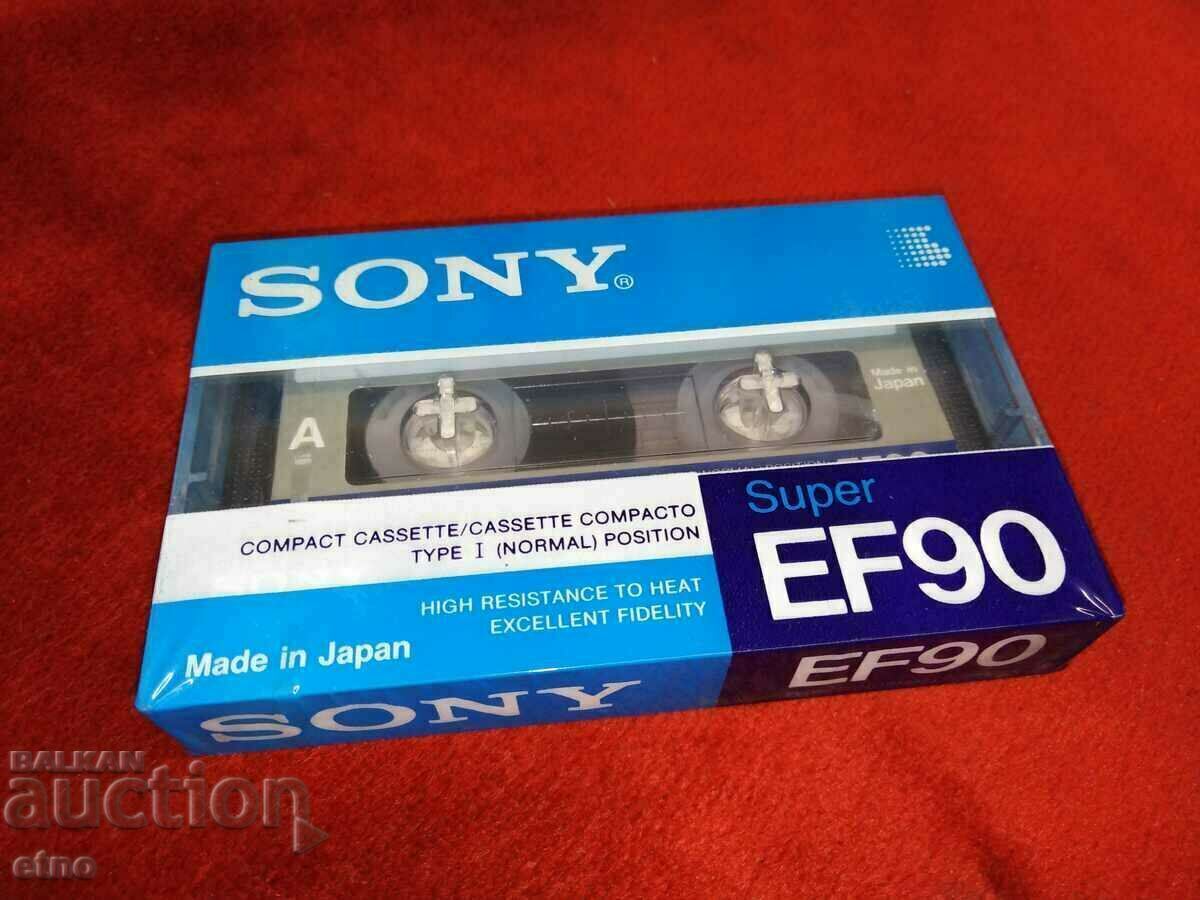 SONY®
A
Made in
Japan
COMPACT CASSETTE/CASSETTE COMPACTO
TYPE I (NORMAL) POSITION
Super
EF90
HIGH RESISTANCE TO HEAT
EXCELLENT FIDELITY
Made in Japan
SONY
EF90
BALKAN
auction
etno